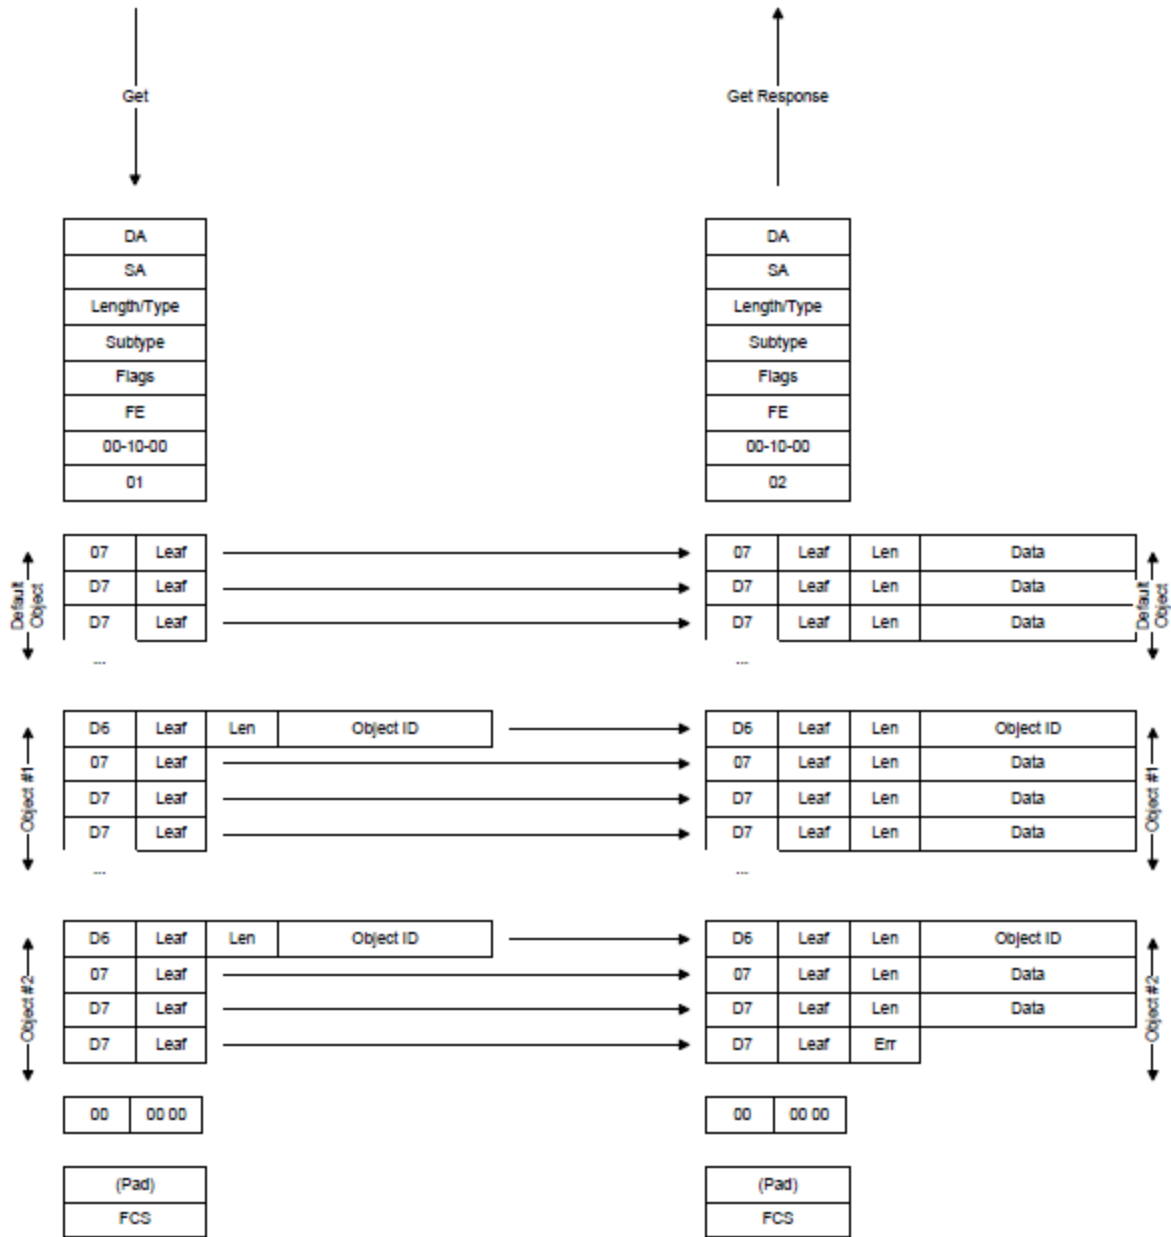 Get
Get Response
DA
DA
SA
SA
Length/Type
Length/Type
Subtype
Subtype
Flags
Flags
FE
FE
00-10-00
00-10-00
01
02
Default
Object
07 Leaf
07 Leaf Len Data
D7 Leaf
D7 Leaf Len Data
D7 Leaf
D7 Leaf Len Data
Default
Object
...
...
Object #1
D6 Leaf Len Object ID
D6 Leaf Len Object ID
07 Leaf
07 Leaf Len Data
D7 Leaf
D7 Leaf Len Data
D7 Leaf
D7 Leaf Len Data
Object #1
...
...
Object #2
D6 Leaf Len Object ID
D6 Leaf Len Object ID
07 Leaf
07 Leaf Len Data
D7 Leaf
D7 Leaf Len Data
D7 Leaf
D7 Leaf Err
Object #2
00 00 00
00 00 00
(Pad)
(Pad)
FCS
FCS